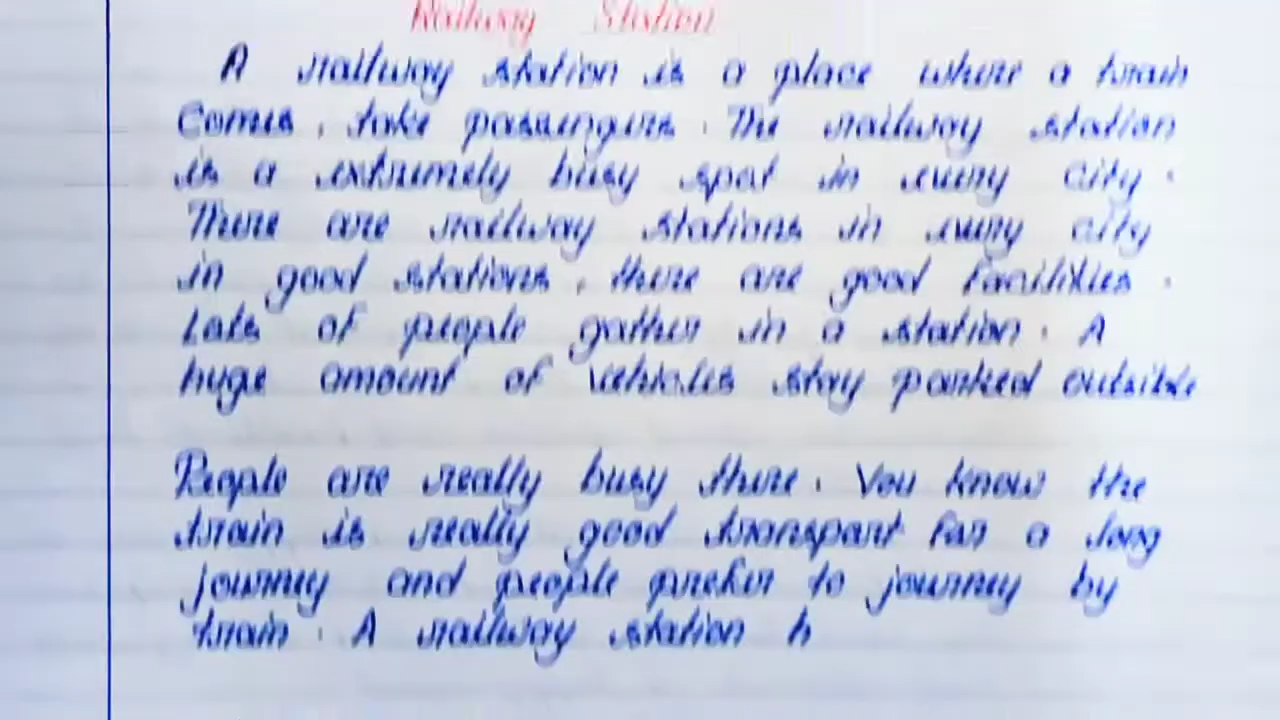 Railway Station
A railway station is a place where a train
comes, take passengers. The railway station
is a extremely busy spot in every city.
There are railway stations in every city
in good stations, there are good facilities.
Lots of people gather in a station. A
huge amount of vehicles stay parked outsible
People are really busy there. You know the
train is really good transport for a long
journey and people prefer to journey by
train. A railway station h